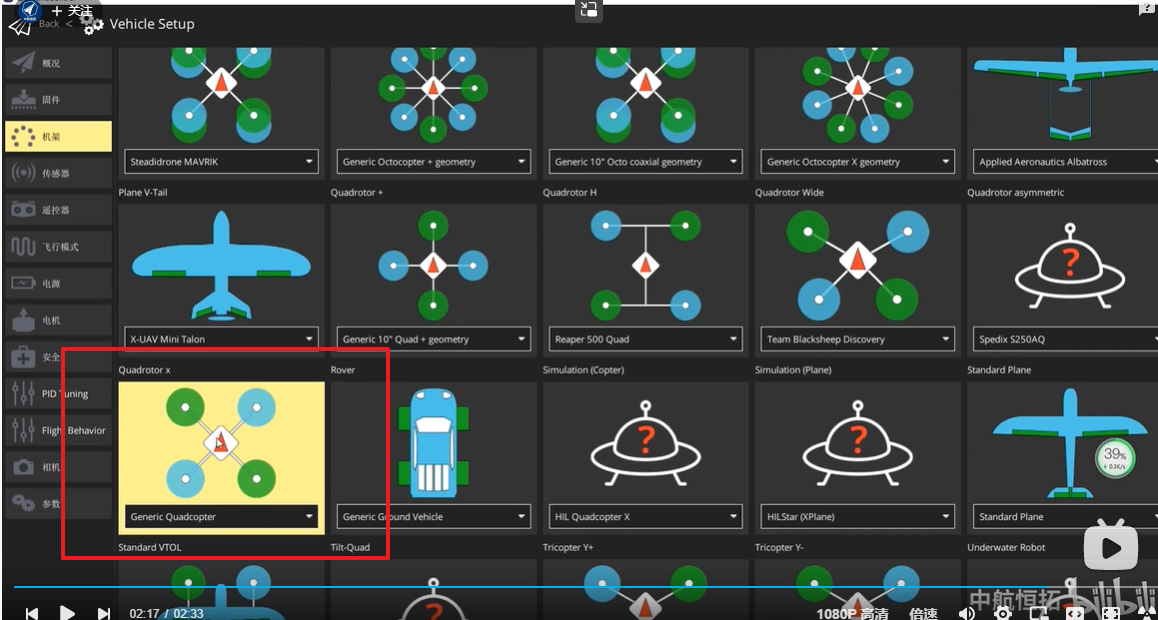 + 关注
Back < Vehicle Setup
概况
固件
机架
传感器
遥控器
飞行模式
电源
电机
安全
PID Tuning
Flight Behavior
相机
参数
Steadidrone MAVRIK
Generic Octocopter + geometry
Generic 10" Octo coaxial geometry
Generic Octocopter X geometry
Applied Aeronautics Albatross
Plane V-Tail
Quadrotor +
Quadrotor H
Quadrotor Wide
Quadrotor asymmetric
?
X-UAV Mini Talon
Generic 10" Quad + geometry
Reaper 500 Quad
Team Blacksheep Discovery
Spedix S250AQ
Quadrotor x
Rover
Simulation (Copter)
Simulation (Plane)
Standard Plane
?
?
39%
↓ 0.3K/s
Generic Quadcopter
Generic Ground Vehicle
HIL Quadcopter X
HILStar (XPlane)
Standard Plane
Standard VTOL
Tilt-Quad
Tricopter Y+
Tricopter Y-
Underwater Robot
?
中航恒拓
bilibili
02:17 / 02:33
1080P 高清
倍速